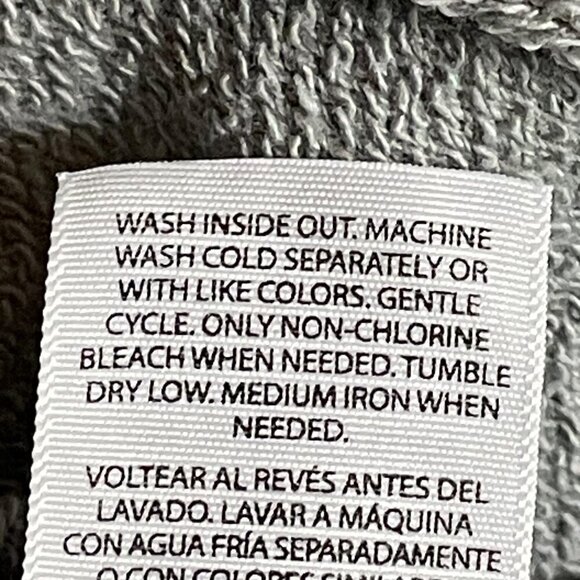 WASH INSIDE OUT. MACHINE
WASH COLD SEPARATELY OR
WITH LIKE COLORS. GENTLE
CYCLE. ONLY NON-CHLORINE
BLEACH WHEN NEEDED. TUMBLE
DRY LOW. MEDIUM IRON WHEN
NEEDED.
VOLTEAR AL REVÉS ANTES DEL
LAVADO. LAVAR A MÁQUINA
CON AGUA FRÍA SEPARADAMENTE
O CON COLORES